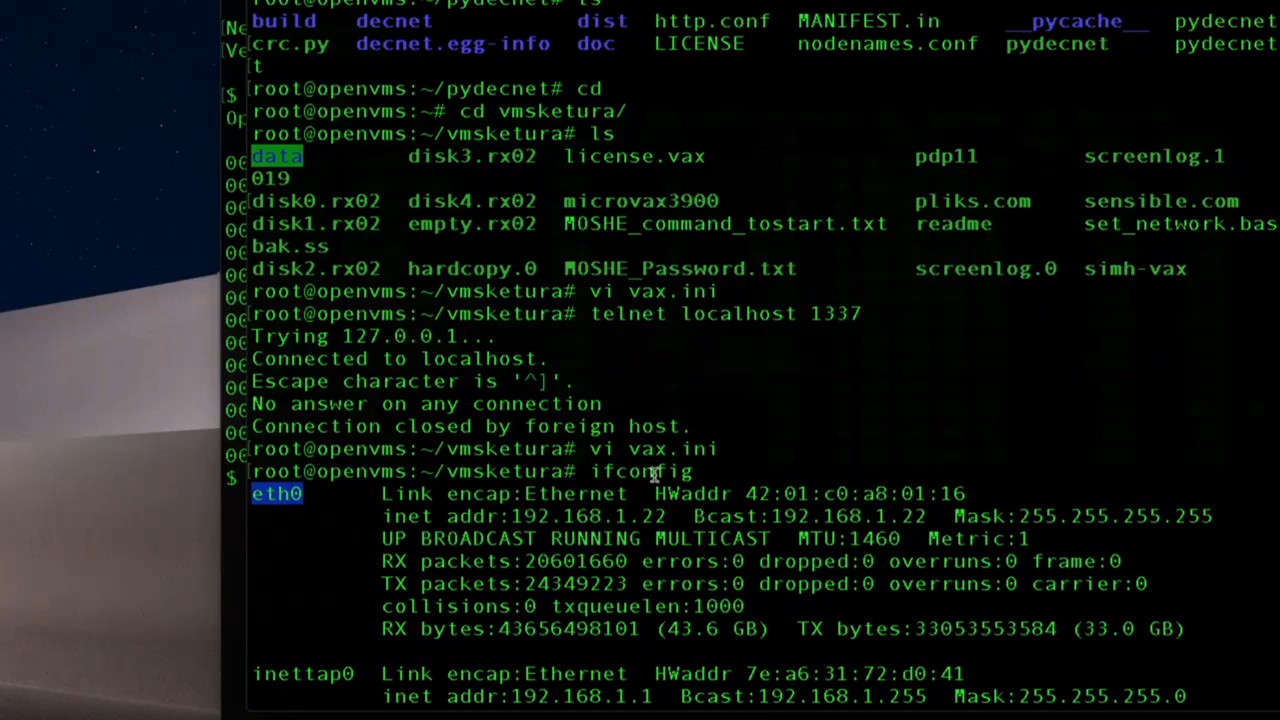 root@openvms:~/pydecnet# ls
build decnet dist http.conf MANIFEST.in __pycache__ pydecnet
crc.py decnet.egg-info doc LICENSE nodenames.conf pydecnet pydecnet
t
root@openvms:~/pydecnet# cd
root@openvms:~# cd vmsketura/
root@openvms:~/vmsketura# ls
data disk3.rx02 license.vax pdp11 screenlog.1
019
disk0.rx02 disk4.rx02 microvax3900 pliks.com sensible.com
disk1.rx02 empty.rx02 MOSHE_command_tostart.txt readme set_network.bas
bak.ss
disk2.rx02 hardcopy.0 MOSHE_Password.txt screenlog.0 simh-vax
root@openvms:~/vmsketura# vi vax.ini
root@openvms:~/vmsketura# telnet localhost 1337
Trying 127.0.0.1...
Connected to localhost.
Escape character is '^]'.
No answer on any connection
Connection closed by foreign host.
root@openvms:~/vmsketura# vi vax.ini
root@openvms:~/vmsketura# ifconfig
eth0 Link encap:Ethernet HWaddr 42:01:c0:a8:01:16
inet addr:192.168.1.22 Bcast:192.168.1.22 Mask:255.255.255.255
UP BROADCAST RUNNING MULTICAST MTU:1460 Metric:1
RX packets:20601660 errors:0 dropped:0 overruns:0 frame:0
TX packets:24349223 errors:0 dropped:0 overruns:0 carrier:0
collisions:0 txqueuelen:1000
RX bytes:43656498101 (43.6 GB) TX bytes:33053553584 (33.0 GB)
inettap0 Link encap:Ethernet HWaddr 7e:a6:31:72:d0:41
inet addr:192.168.1.1 Bcast:192.168.1.255 Mask:255.255.255.0